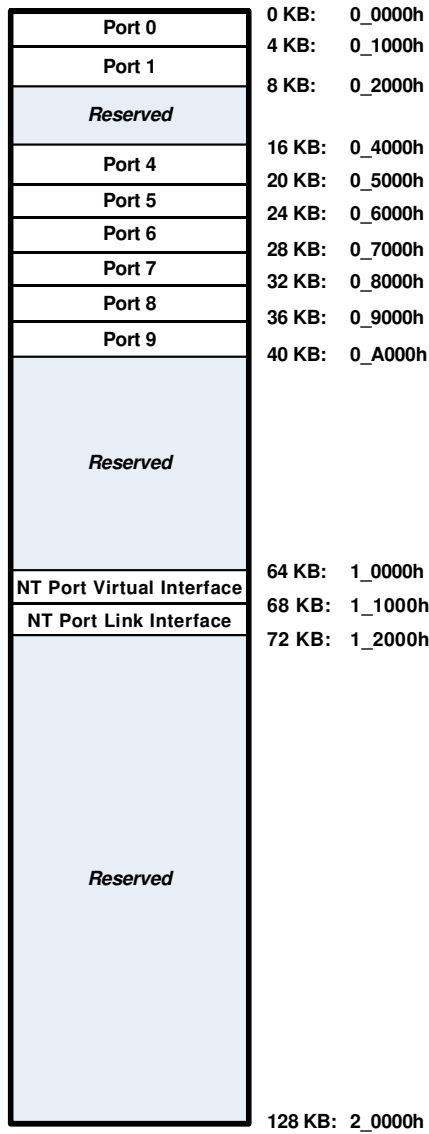 0 KB: 0_0000h
Port 0
4 KB: 0_1000h
Port 1
8 KB: 0_2000h
Reserved
16 KB: 0_4000h
Port 4
20 KB: 0_5000h
Port 5
24 KB: 0_6000h
Port 6
28 KB: 0_7000h
Port 7
32 KB: 0_8000h
Port 8
36 KB: 0_9000h
Port 9
40 KB: 0_A000h
Reserved
64 KB: 1_0000h
NT Port Virtual Interface
68 KB: 1_1000h
NT Port Link Interface
72 KB: 1_2000h
Reserved
128 KB: 2_0000h